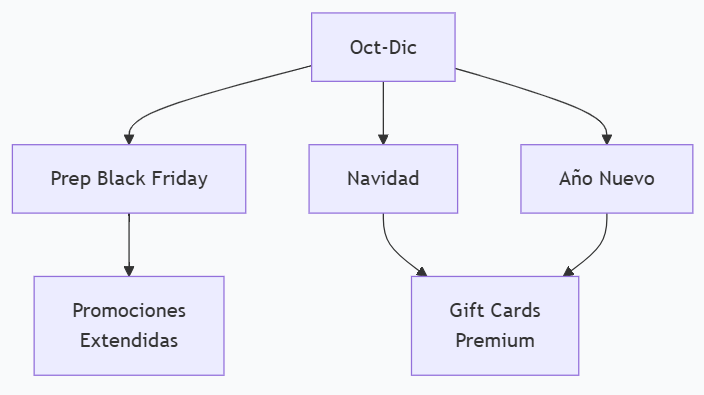 Oct-Dic
Prep Black Friday
Navidad
Año Nuevo
Promociones
Extendidas
Gift Cards
Premium